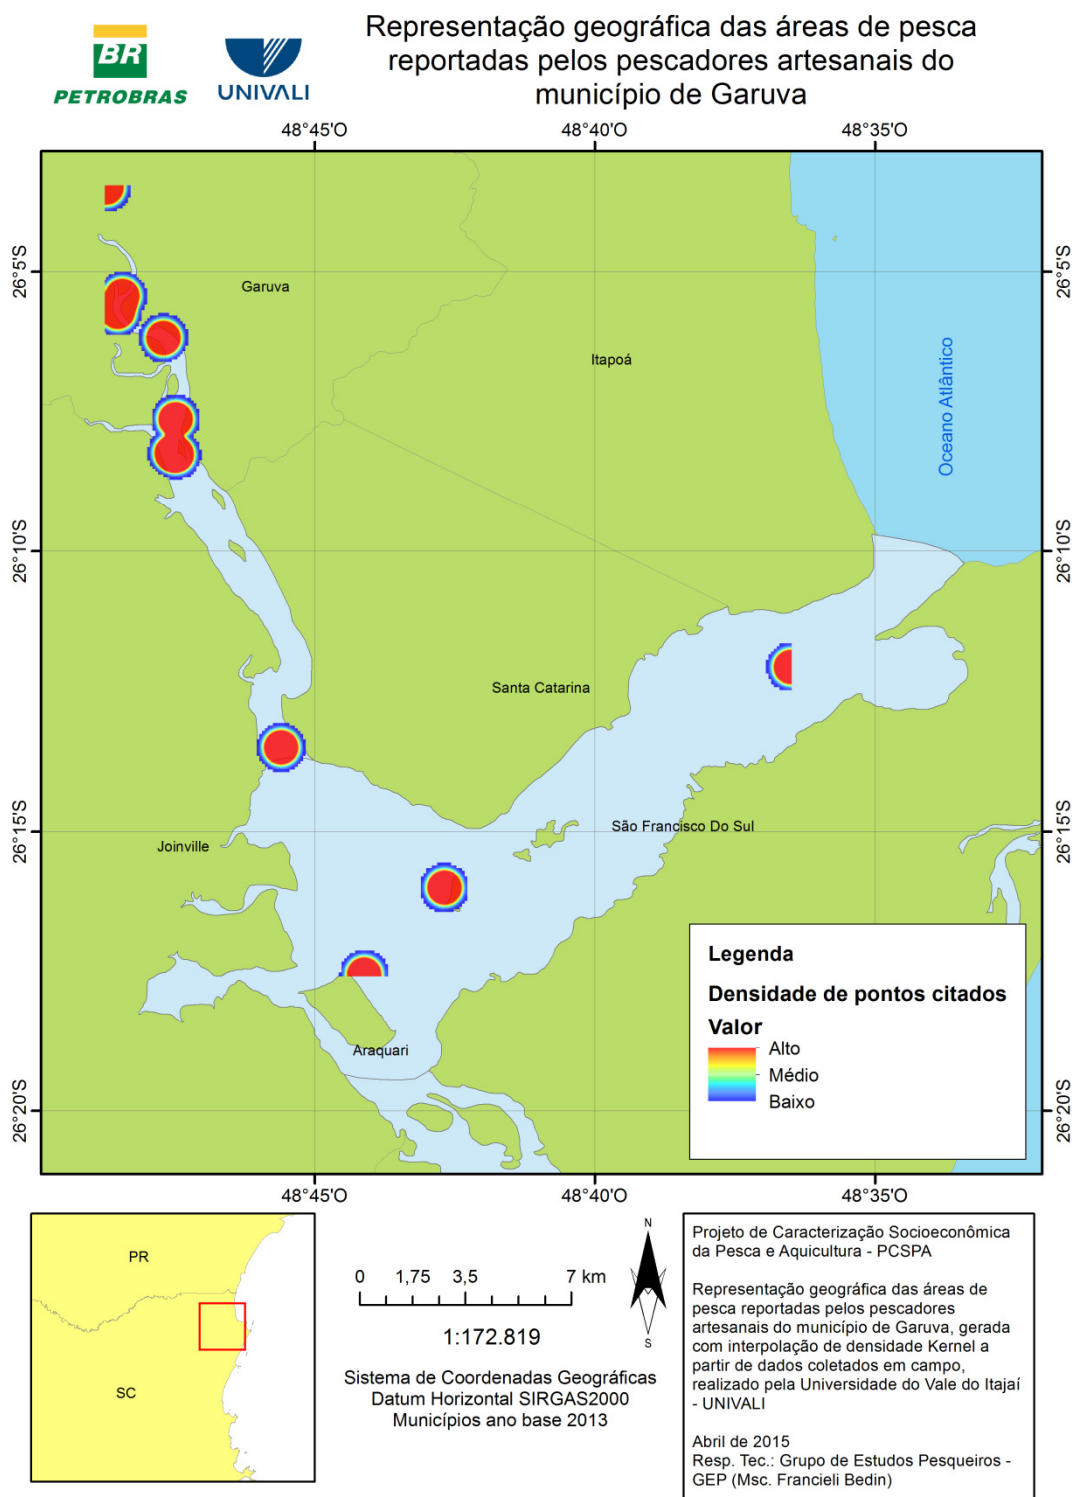 BR
PETROBRAS
UNIVALI
Representação geográfica das áreas de pesca
reportadas pelos pescadores artesanais do
município de Garuva
48°45'O
48°40'O
48°35'O
26°5'S
26°5'S
Garuva
Itapoá
Oceano Atlântico
26°10'S
26°10'S
Santa Catarina
26°15'S
26°15'S
São Francisco Do Sul
Joinville
Araquari
26°20'S
26°20'S
Legenda
Densidade de pontos citados
Valor
Alto
Médio
Baixo
48°45'O
48°40'O
48°35'O
PR
SC
0 1,75 3,5 7 km
1:172.819
Sistema de Coordenadas Geográficas
Datum Horizontal SIRGAS2000
Municípios ano base 2013
N
S
Projeto de Caracterização Socioeconômica
da Pesca e Aquicultura - PCSPA
Representação geográfica das áreas de
pesca reportadas pelos pescadores
artesanais do município de Garuva, gerada
com interpolação de densidade Kernel a
partir de dados coletados em campo,
realizado pela Universidade do Vale do Itajaí
- UNIVALI
Abril de 2015
Resp. Tec.: Grupo de Estudos Pesqueiros -
GEP (Msc. Francieli Bedin)